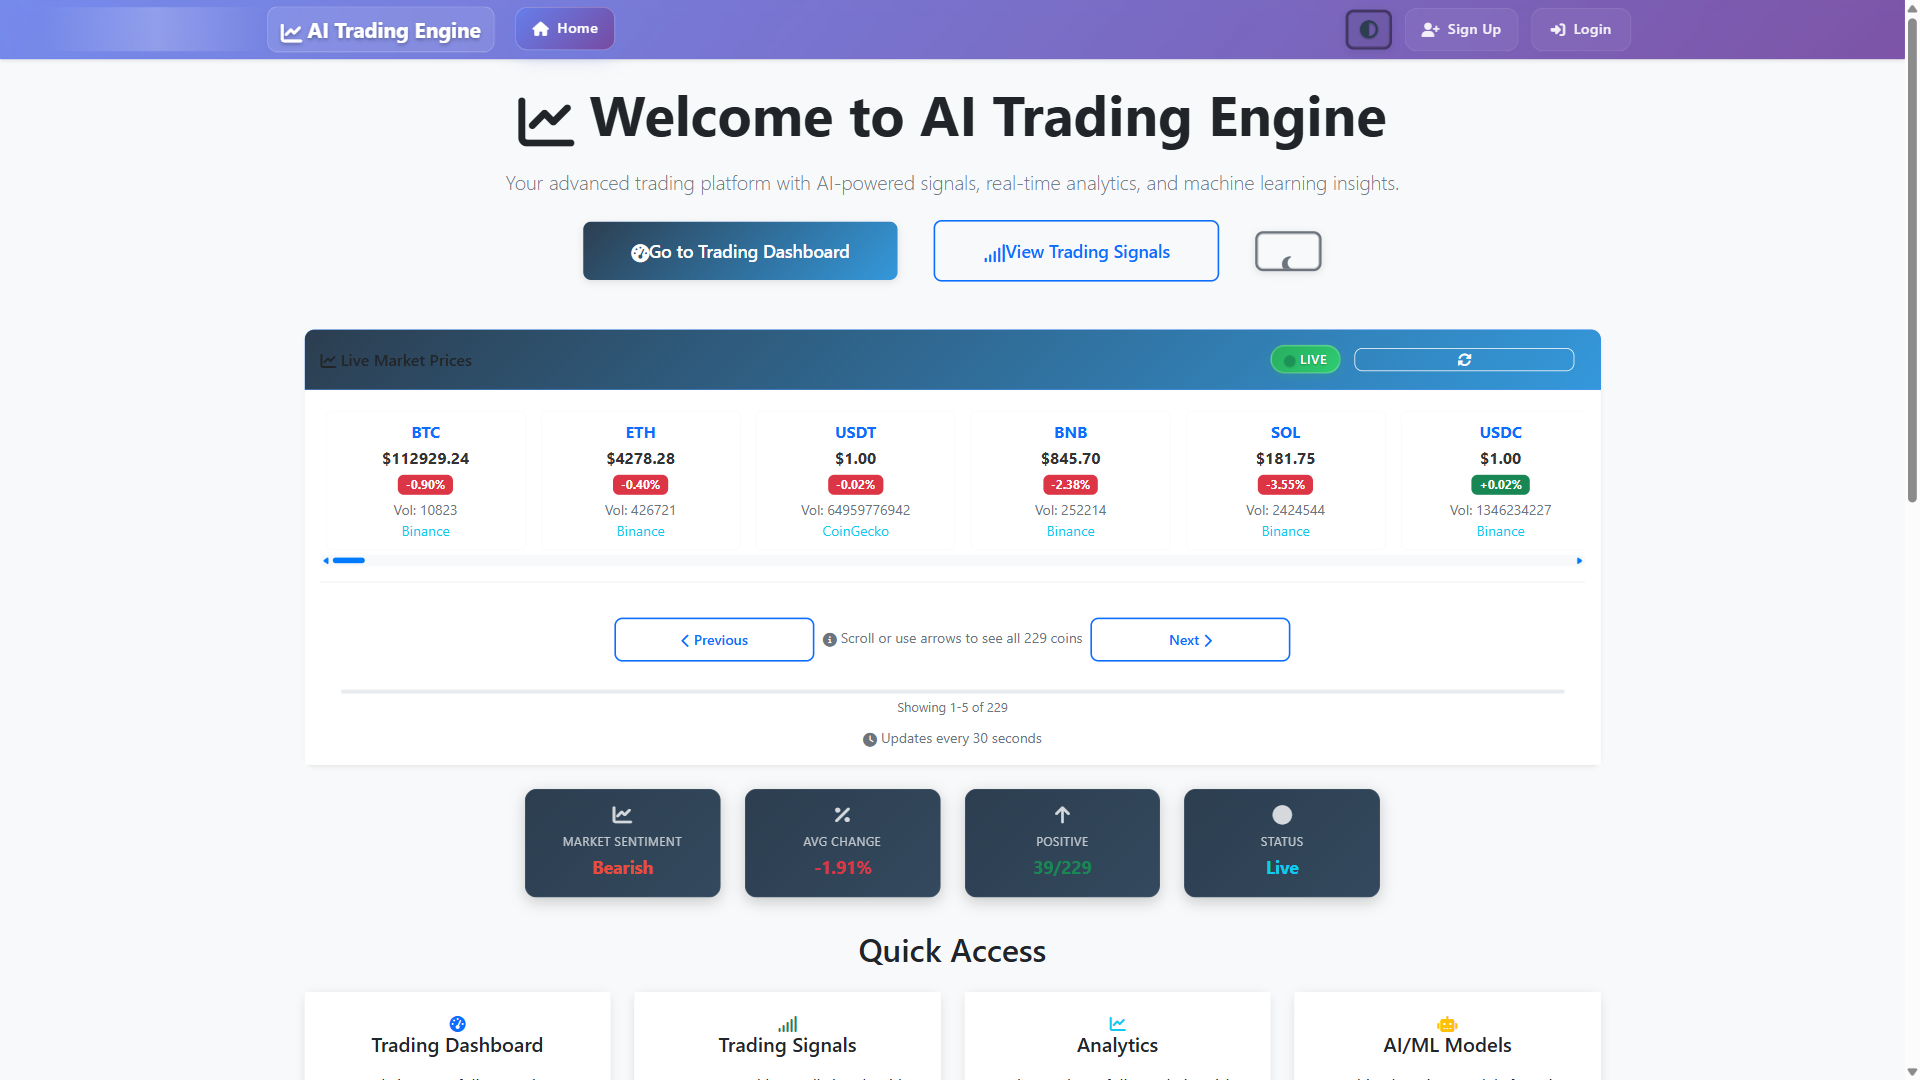 AI Trading Engine
Home
Sign Up
Login
Welcome to AI Trading Engine
Your advanced trading platform with AI-powered signals, real-time analytics, and machine learning insights.
Go to Trading Dashboard
View Trading Signals
Live Market Prices
LIVE
BTC
$112929.24
-0.90%
Vol: 10823
Binance
ETH
$4278.28
-0.40%
Vol: 426721
Binance
USDT
$1.00
-0.02%
Vol: 64959776942
CoinGecko
BNB
$845.70
-2.38%
Vol: 252214
Binance
SOL
$181.75
-3.55%
Vol: 2424544
Binance
USDC
$1.00
+0.02%
Vol: 1346234227
Binance
Previous
Scroll or use arrows to see all 229 coins
Next
Showing 1-5 of 229
Updates every 30 seconds
MARKET SENTIMENT
Bearish
AVG CHANGE
-1.91%
POSITIVE
39/229
STATUS
Live
Quick Access
Trading Dashboard
Trading Signals
Analytics
AI/ML Models